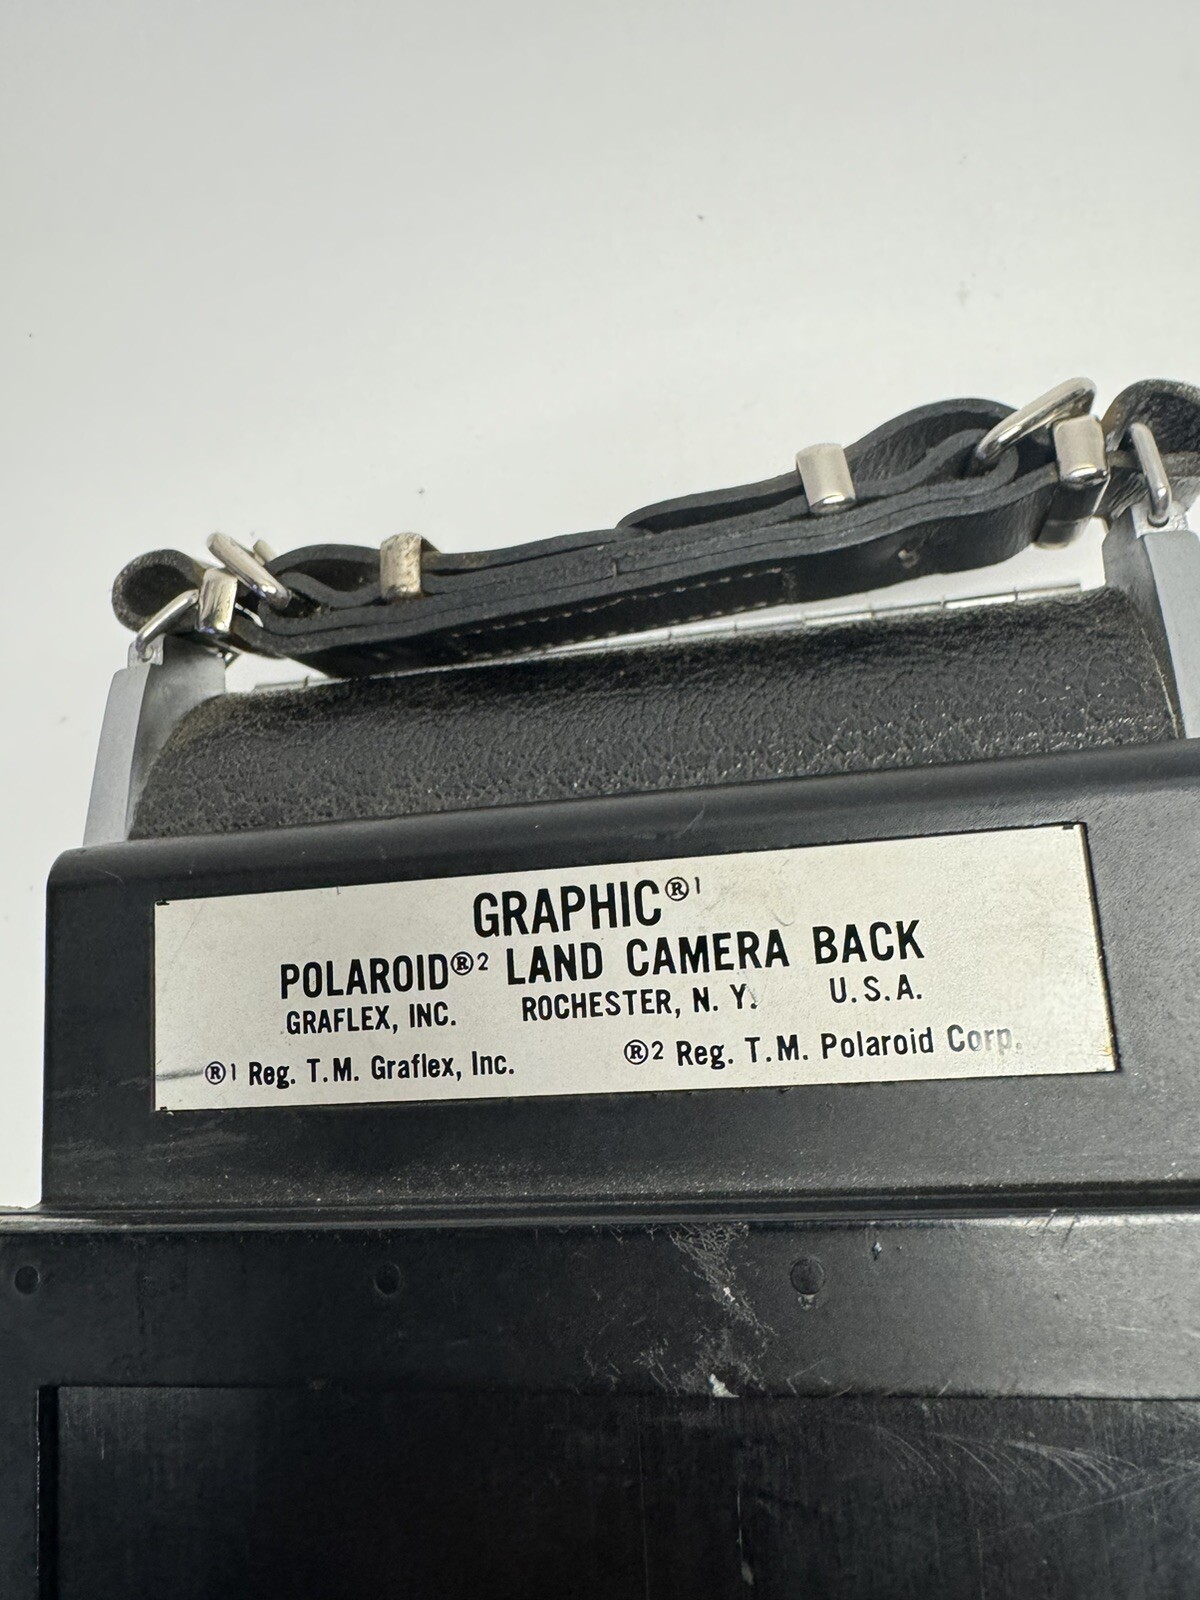 GRAPHIC®1
POLAROID®2 LAND CAMERA BACK
GRAFLEX, INC. ROCHESTER, N. Y. U.S.A.
®1 Reg. T.M. Graflex, Inc. ®2 Reg. T.M. Polaroid Corp.